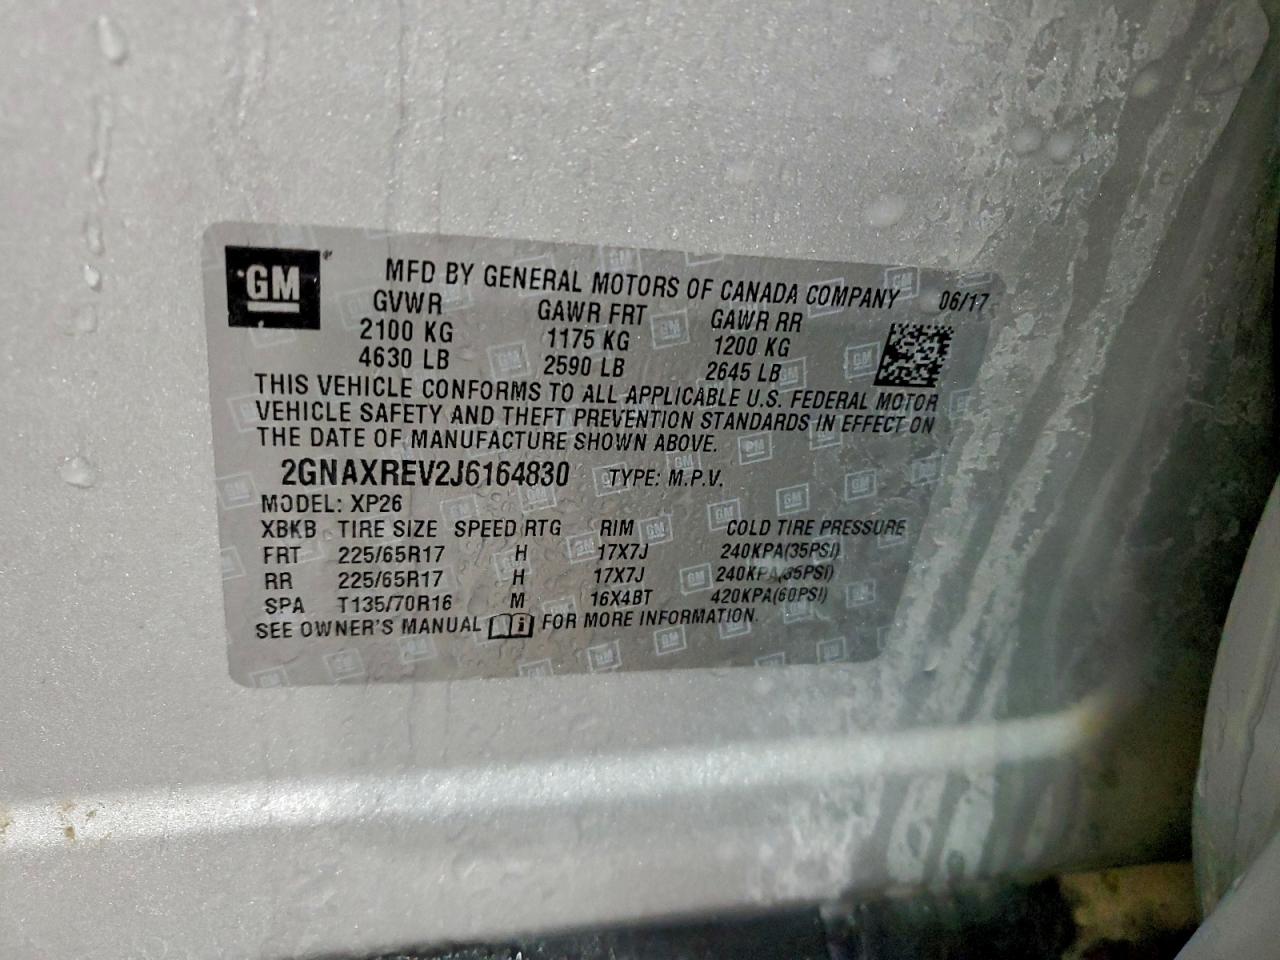 GM MFD BY GENERAL MOTORS OF CANADA COMPANY 06/17
GVWR GAWR FRT GAWR RR
2100 KG 1175 KG 1200 KG
4630 LB 2590 LB 2645 LB
THIS VEHICLE CONFORMS TO ALL APPLICABLE U.S. FEDERAL MOTOR
VEHICLE SAFETY AND THEFT PREVENTION STANDARDS IN EFFECT ON
THE DATE OF MANUFACTURE SHOWN ABOVE.
2GNAXREV2J6164830 TYPE: M.P.V.
MODEL: XP26
XBKB TIRE SIZE SPEED RTG RIM COLD TIRE PRESSURE
FRT 225/65R17 H 17X7J 240KPA(35PSI)
RR 225/65R17 H 17X7J 240KPA(35PSI)
SPA T135/70R16 M 16X4BT 420KPA(60PSI)
SEE OWNER'S MANUAL i FOR MORE INFORMATION.